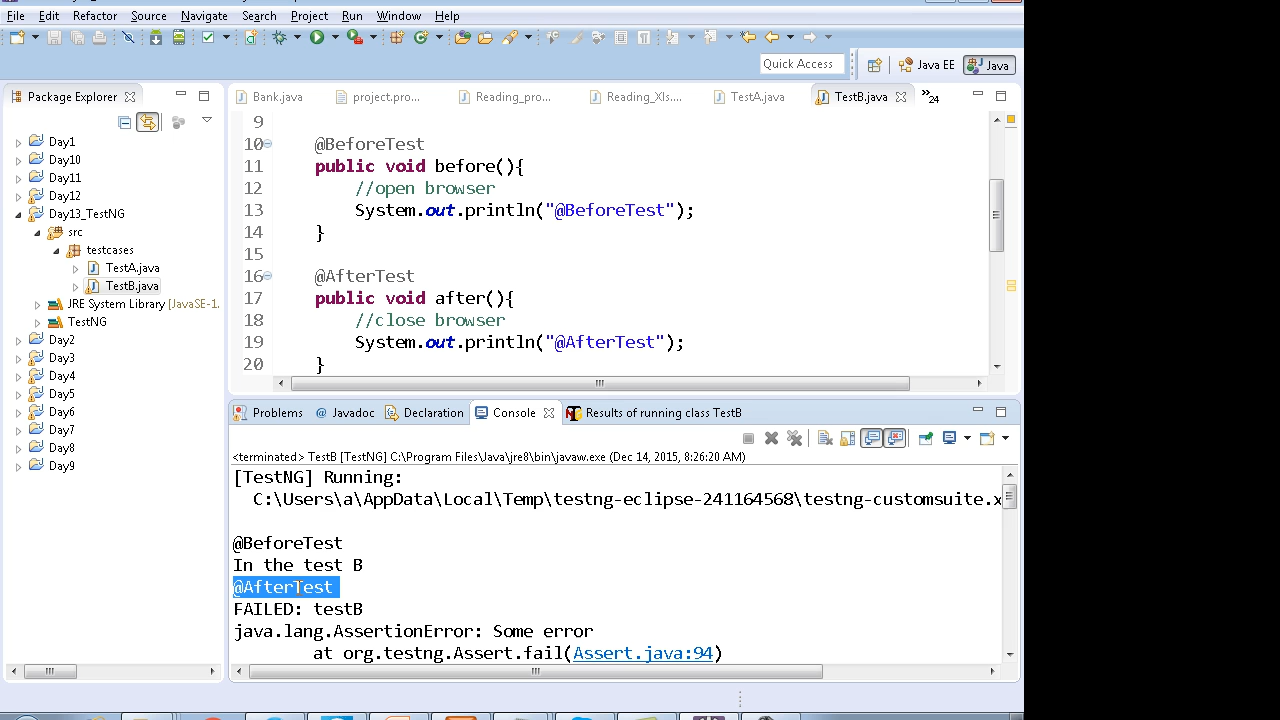 File Edit Refactor Source Navigate Search Project Run Window Help
Quick Access Java EE Java
Package Explorer
Bank.java project.pro... Reading_pro... Reading_Xls.... TestA.java TestB.java 24
Day1
Day10
Day11
Day12
Day13_TestNG
src
testcases
TestA.java
TestB.java
JRE System Library [JavaSE-1.
TestNG
Day2
Day3
Day4
Day5
Day6
Day7
Day8
Day9
9
10 @BeforeTest
11 public void before(){
12 //open browser
13 System.out.println("@BeforeTest");
14 }
15
16 @AfterTest
17 public void after(){
18 //close browser
19 System.out.println("@AfterTest");
20 }
Problems @ Javadoc Declaration Console Results of running class TestB
<terminated> TestB [TestNG] C:\Program Files\Java\jre8\bin\javaw.exe (Dec 14, 2015, 8:26:20 AM)
[TestNG] Running:
C:\Users\a\AppData\Local\Temp\testng-eclipse-241164568\testng-customsuite.x
@BeforeTest
In the test B
@AfterTest
FAILED: testB
java.lang.AssertionError: Some error
at org.testng.Assert.fail(Assert.java:94)